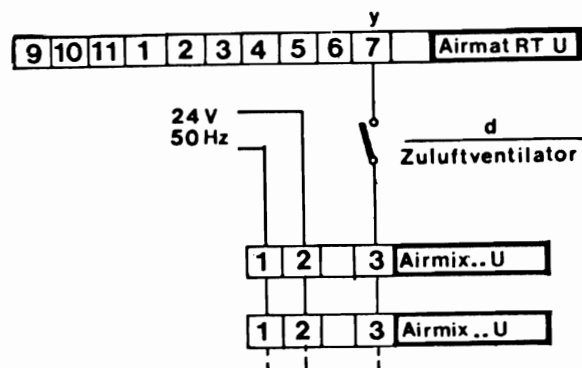 y
9 10 11 1 2 3 4 5 6 7 Airmat RT U
24 V
50 Hz
d
Zuluftventilator
1 2 3 Airmix.. U
1 2 3 Airmix .. U